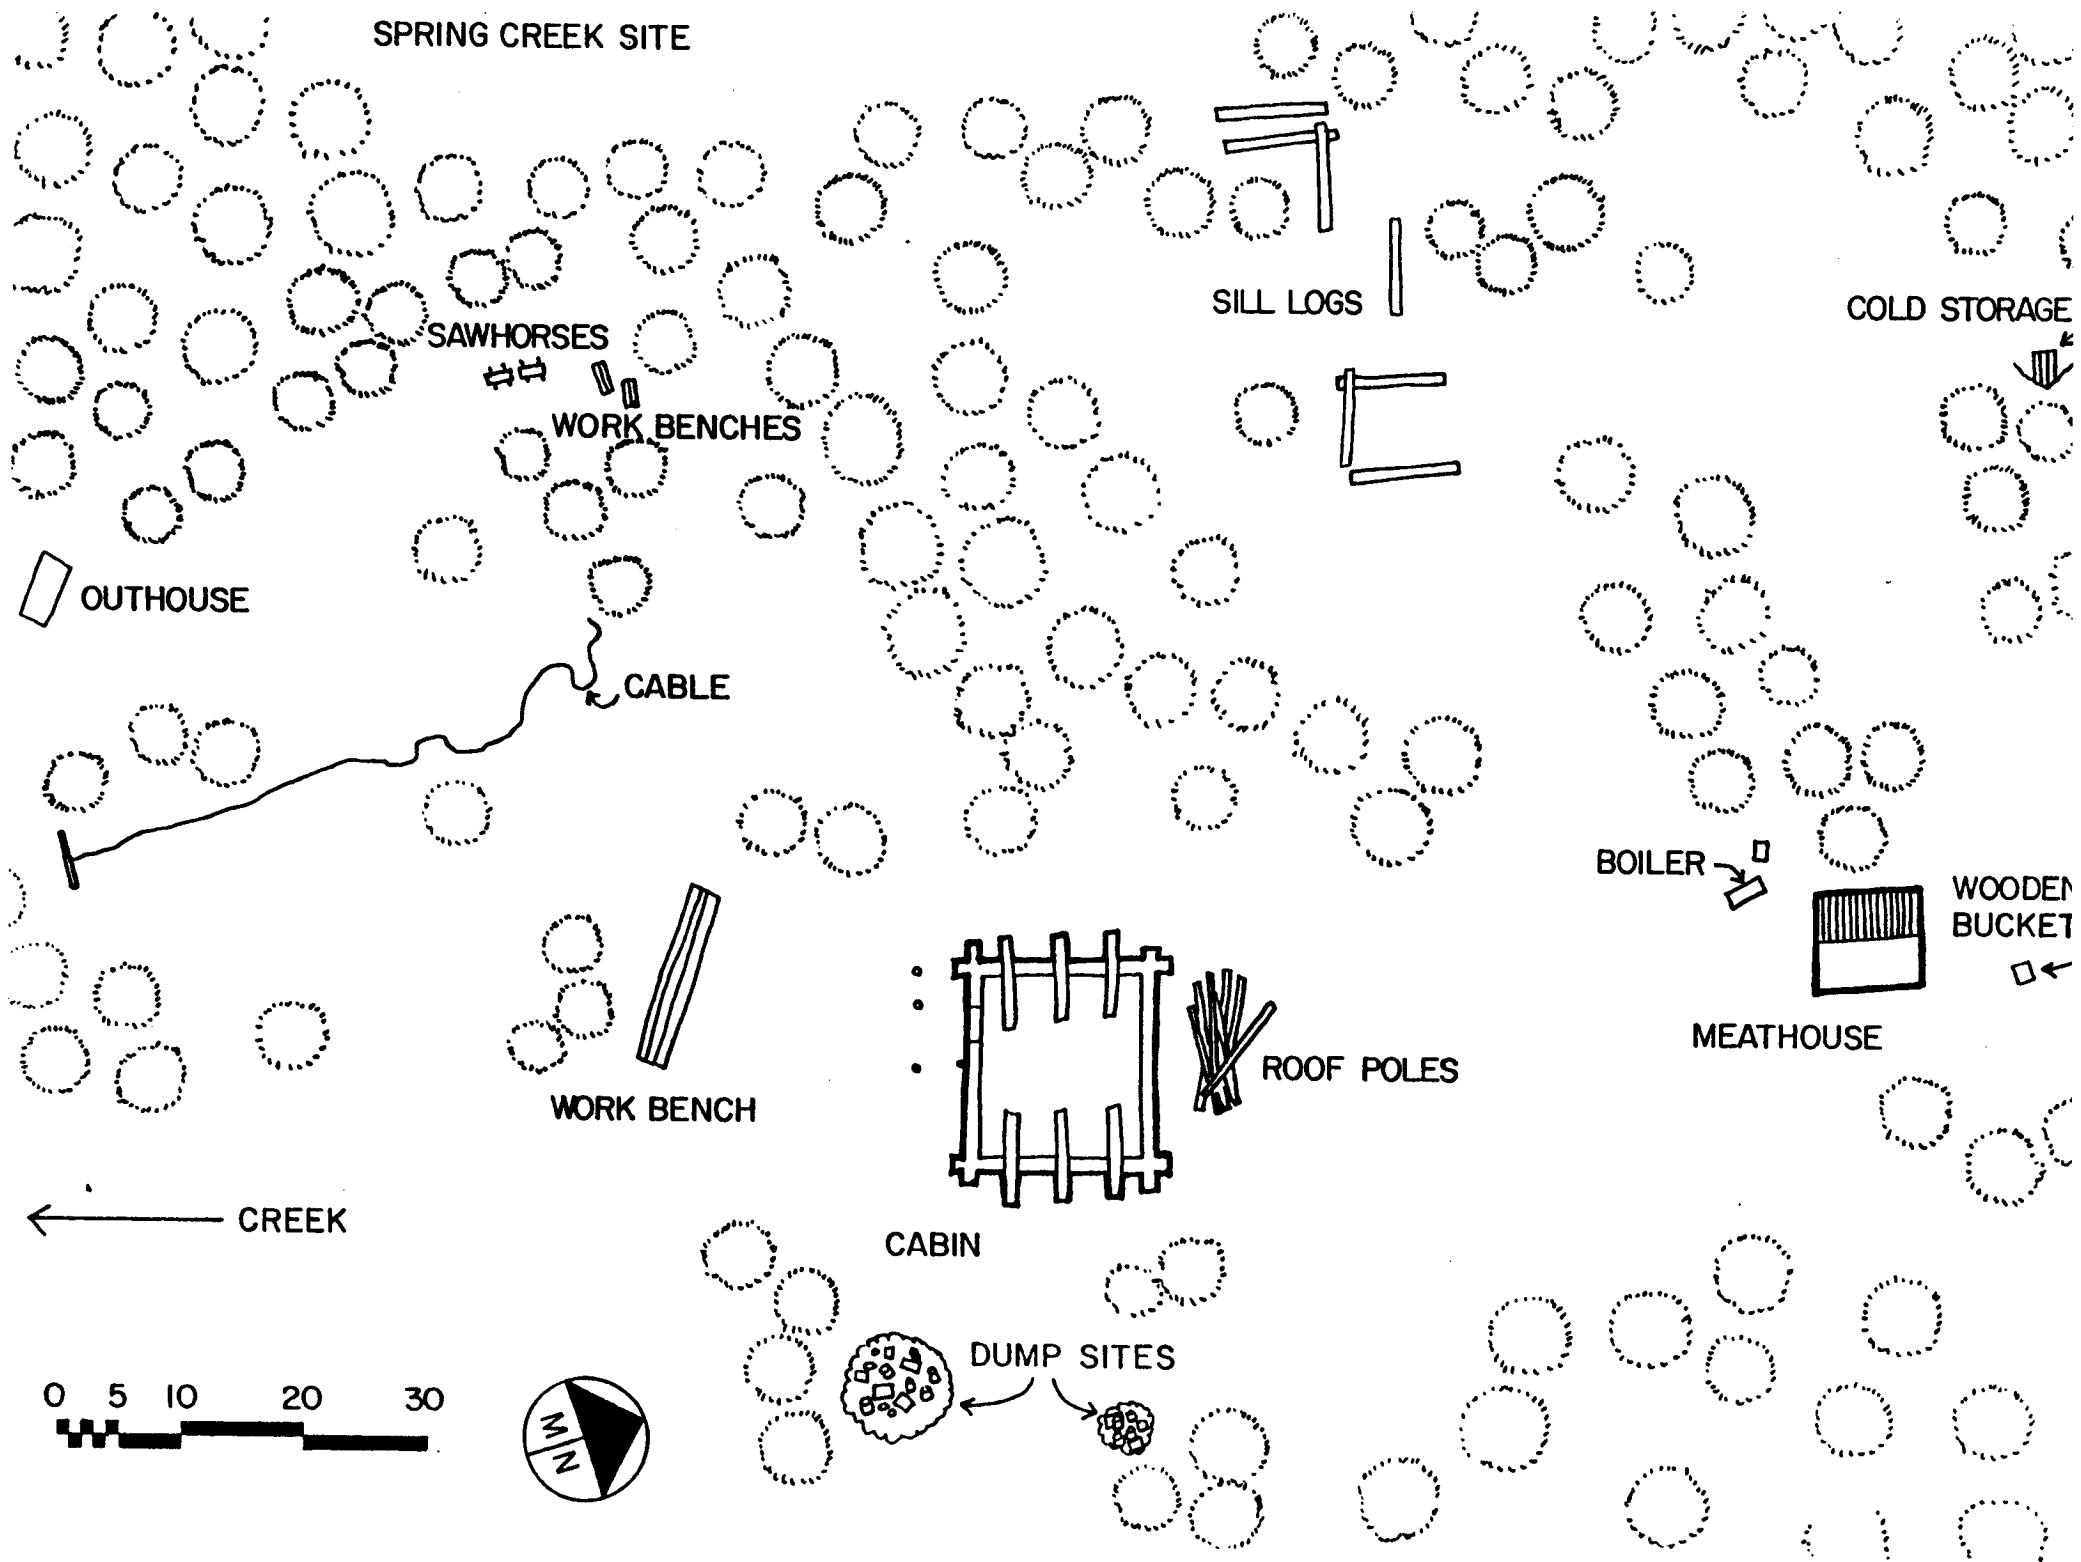 SPRING CREEK SITE
SILL LOGS
COLD STORAGE
SAWHORSES
WORK BENCHES
OUTHOUSE
CABLE
BOILER
WOODEN
BUCKET
MEATHOUSE
ROOF POLES
WORK BENCH
CREEK
CABIN
DUMP SITES
0 5 10 20 30
M N